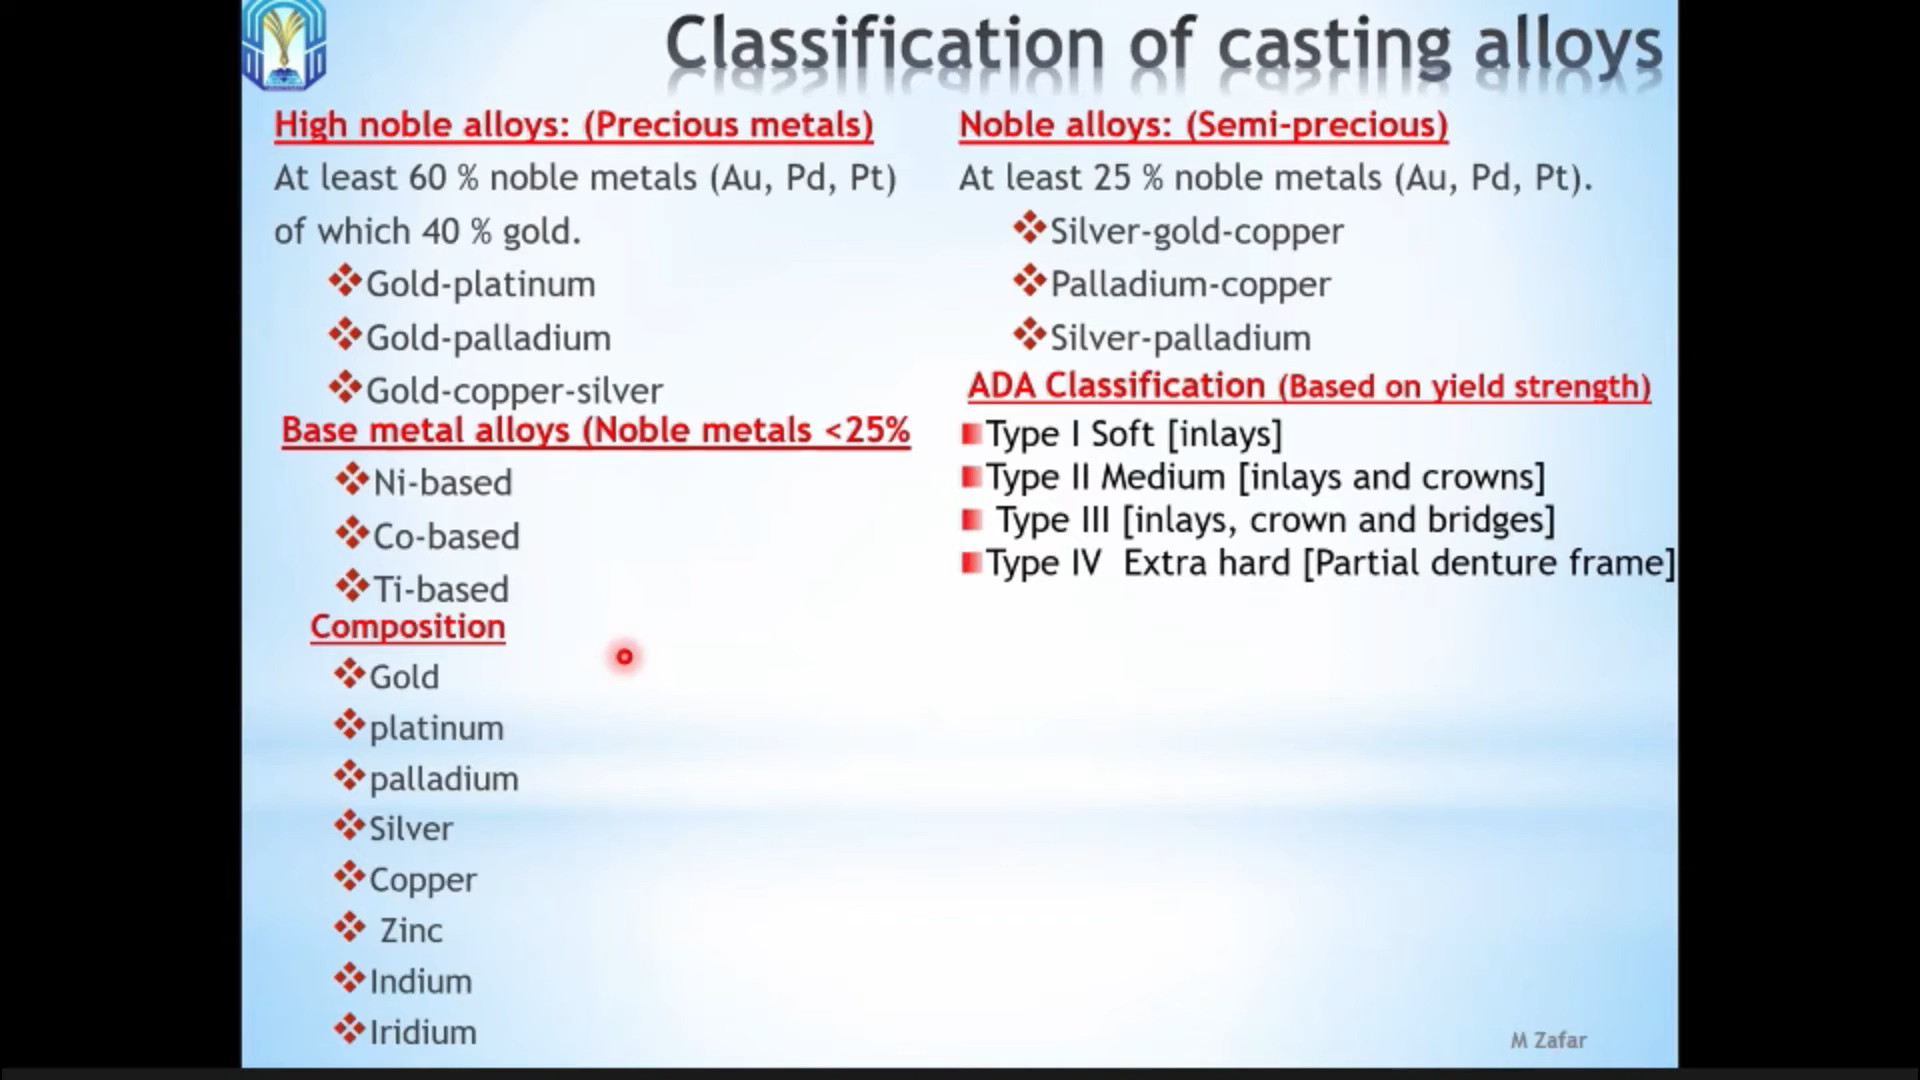 Classification of casting alloys
High noble alloys: (Precious metals)
At least 60 % noble metals (Au, Pd, Pt)
of which 40 % gold.
Gold-platinum
Gold-palladium
Gold-copper-silver
Base metal alloys (Noble metals <25%
Ni-based
Co-based
Ti-based
Composition
Gold
platinum
palladium
Silver
Copper
Zinc
Indium
Iridium
Noble alloys: (Semi-precious)
At least 25 % noble metals (Au, Pd, Pt).
Silver-gold-copper
Palladium-copper
Silver-palladium
ADA Classification (Based on yield strength)
Type I Soft [inlays]
Type II Medium [inlays and crowns]
Type III [inlays, crown and bridges]
Type IV Extra hard [Partial denture frame]
M Zafar